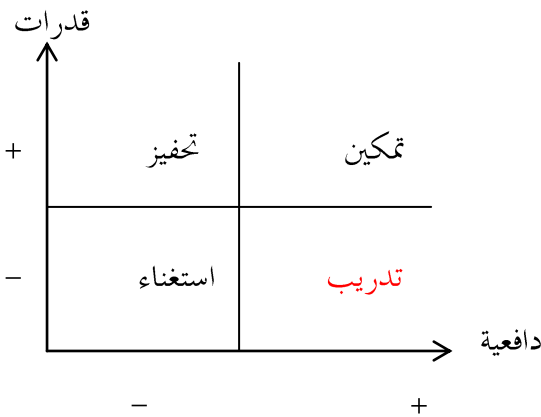 قدرات
+ تمكين تحفيز
− تدريب استغناء
دافعية
− +